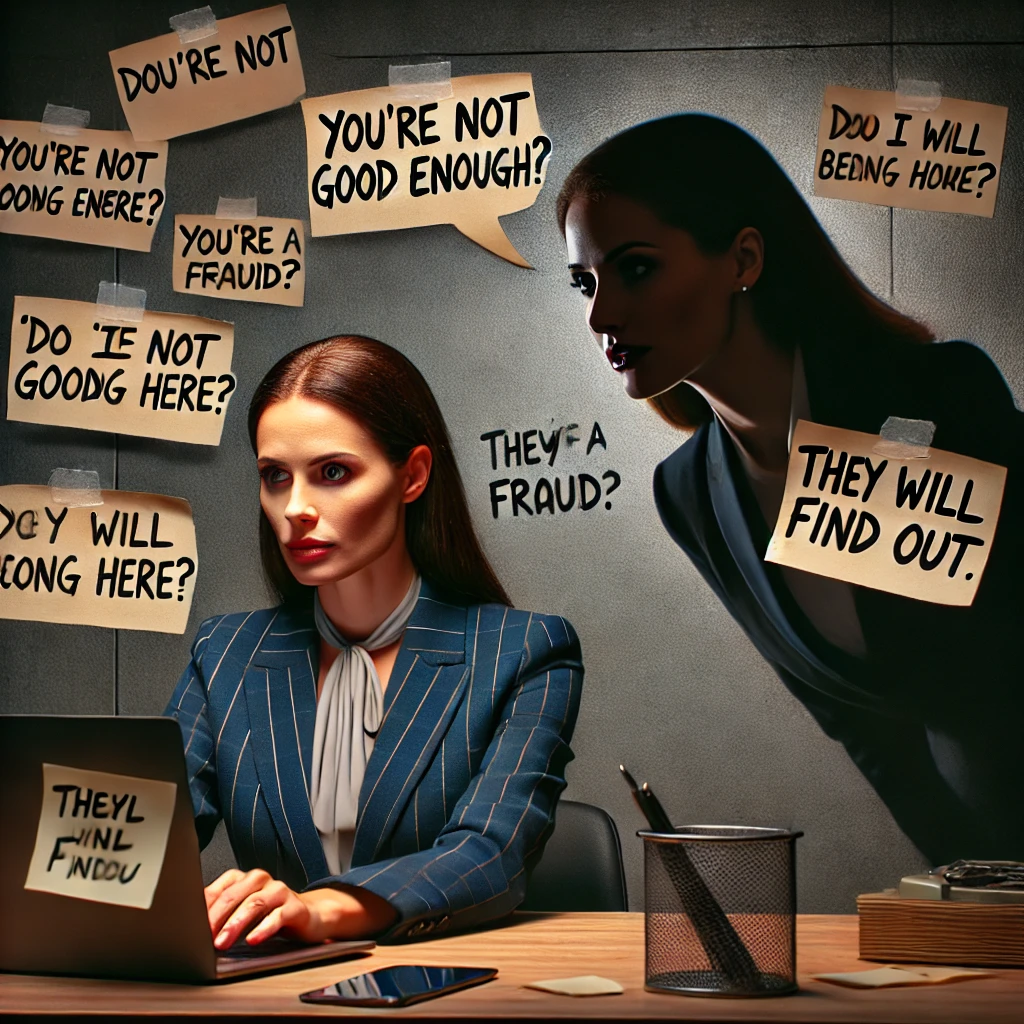 DOU'RE NOT
YOU'RE NOT
OONG ENERE?
YOU'RE NOT
GOOD ENOUGH?
DOO I WILL
BEDNG HOKE?
YOU'RE A
FRAUID?
'DO 'IF NOT
GOODG HERE?
THEY A
FRAUD?
THEY WILL
FIND OUT.
WILL
EONG HERE?
THEYL
FINDOU